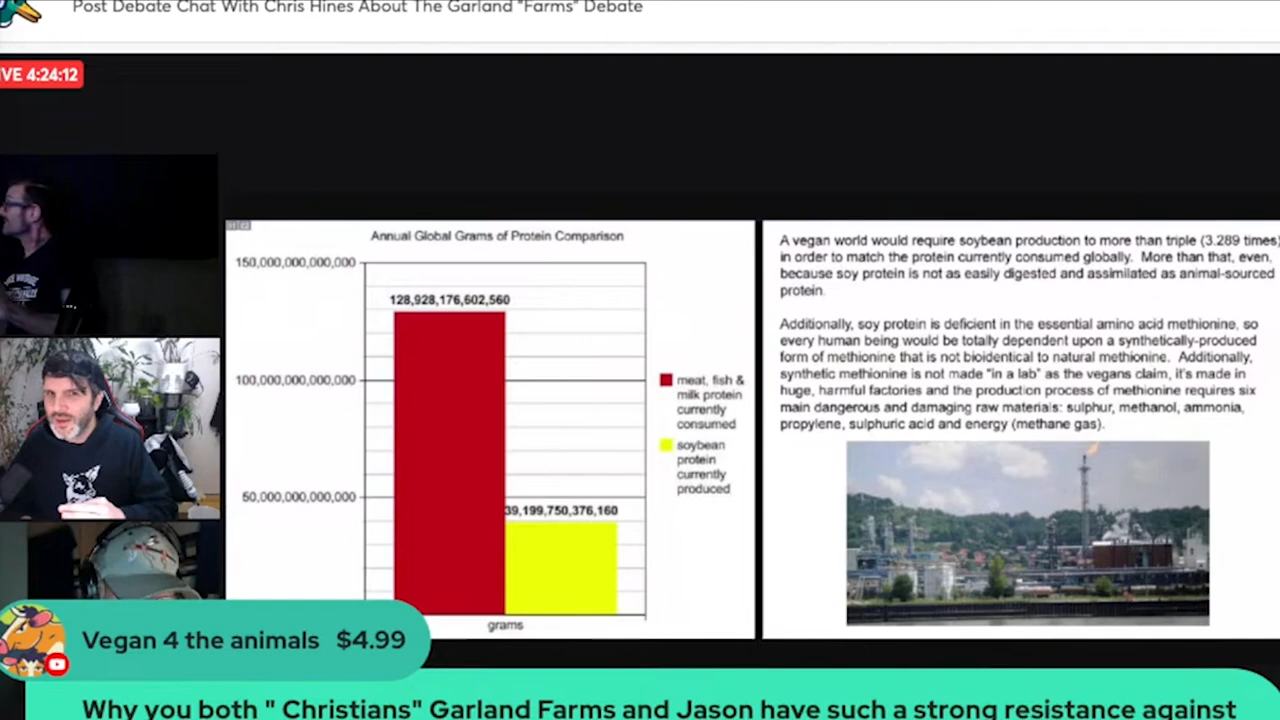 Post Debate Chat With Chris Hines About The Garland "Farms" Debate
IVE 4:24:12
Annual Global Grams of Protein Comparison
150,000,000,000,000
128,928,176,602,560
100,000,000,000,000
50,000,000,000,000
39,199,750,376,160
grams
meat, fish &
milk protein
currently
consumed
soybean
protein
currently
produced
A vegan world would require soybean production to more than triple (3.289 times)
in order to match the protein currently consumed globally. More than that, even,
because soy protein is not as easily digested and assimilated as animal-sourced
protein.
Additionally, soy protein is deficient in the essential amino acid methionine, so
every human being would be totally dependent upon a synthetically-produced
form of methionine that is not bioidentical to natural methionine. Additionally,
synthetic methionine is not made "in a lab" as the vegans claim, it's made in
huge, harmful factories and the production process of methionine requires six
main dangerous and damaging raw materials: sulphur, methanol, ammonia,
propylene, sulphuric acid and energy (methane gas).
Vegan 4 the animals $4.99
Why you both " Christians" Garland Farms and Jason have such a strong resistance against